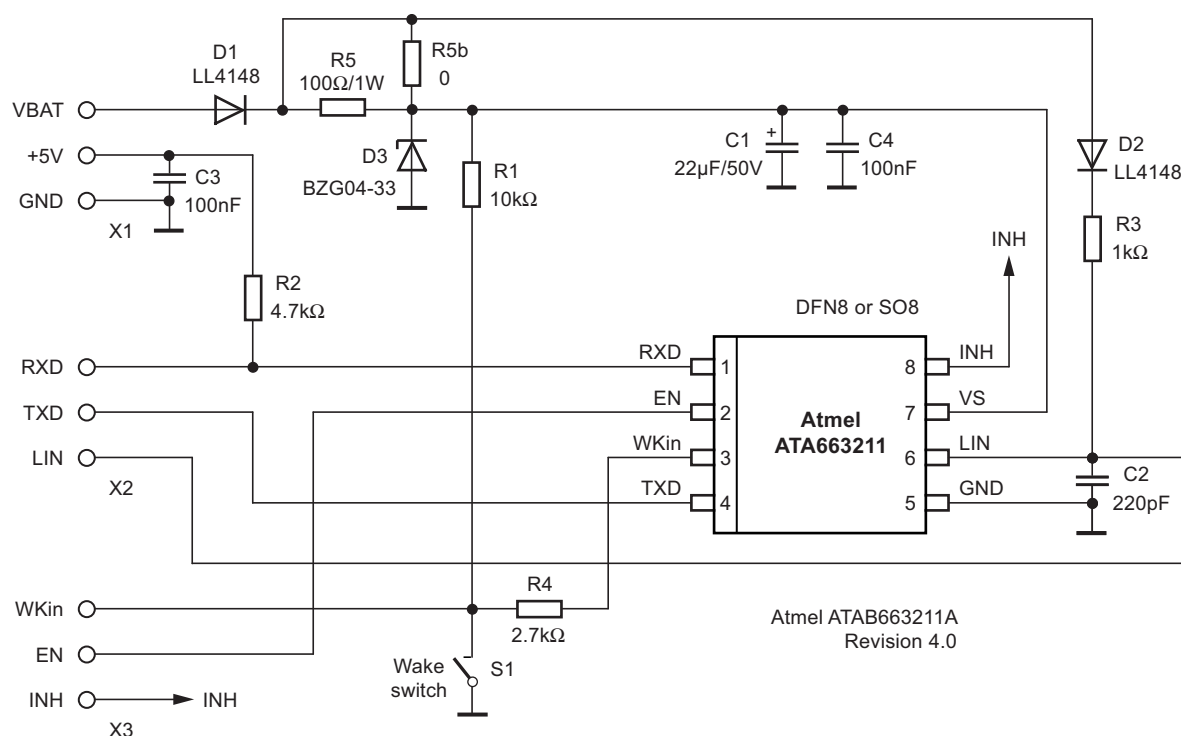 D1
LL4148
R5
100Ω/1W
R5b
0
VBAT
+5V
GND
X1
C3
100nF
D3
BZG04-33
R1
10kΩ
C1
+
22μF/50V
C4
100nF
D2
LL4148
R3
1kΩ
R2
4.7kΩ
INH
DFN8 or SO8
RXD
TXD
LIN
X2
RXD
EN
WKin
TXD
1
2
3
4
Atmel
ATA663211
8
7
6
5
INH
VS
LIN
GND
C2
220pF
WKin
EN
INH
INH
X3
R4
2.7kΩ
Wake
switch
S1
Atmel ATAB663211A
Revision 4.0